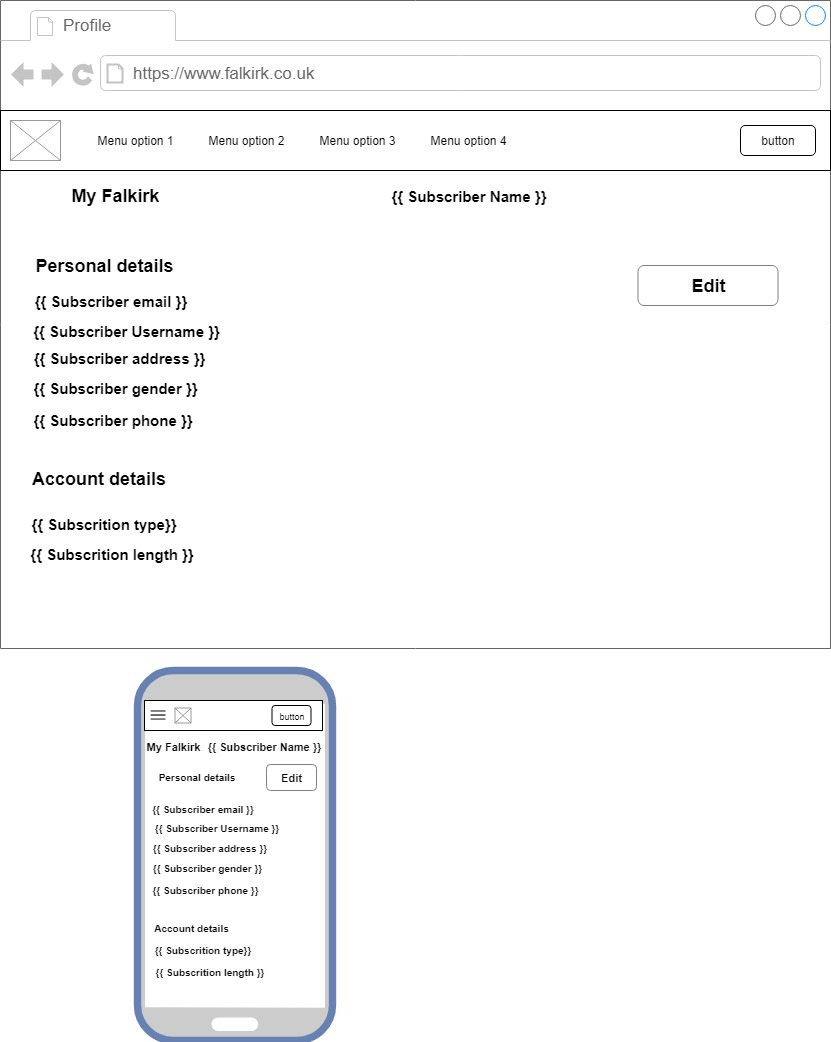 Profile
https://www.falkirk.co.uk
Menu option 1 Menu option 2 Menu option 3 Menu option 4 button
My Falkirk {{ Subscriber Name }}
Personal details
Edit
{{ Subscriber email }}
{{ Subscriber Username }}
{{ Subscriber address }}
{{ Subscriber gender }}
{{ Subscriber phone }}
Account details
{{ Subscrition type}}
{{ Subscrition length }}
button
My Falkirk {{ Subscriber Name }}
Personal details Edit
{{ Subscriber email }}
{{ Subscriber Username }}
{{ Subscriber address }}
{{ Subscriber gender }}
{{ Subscriber phone }}
Account details
{{ Subscrition type}}
{{ Subscrition length }}